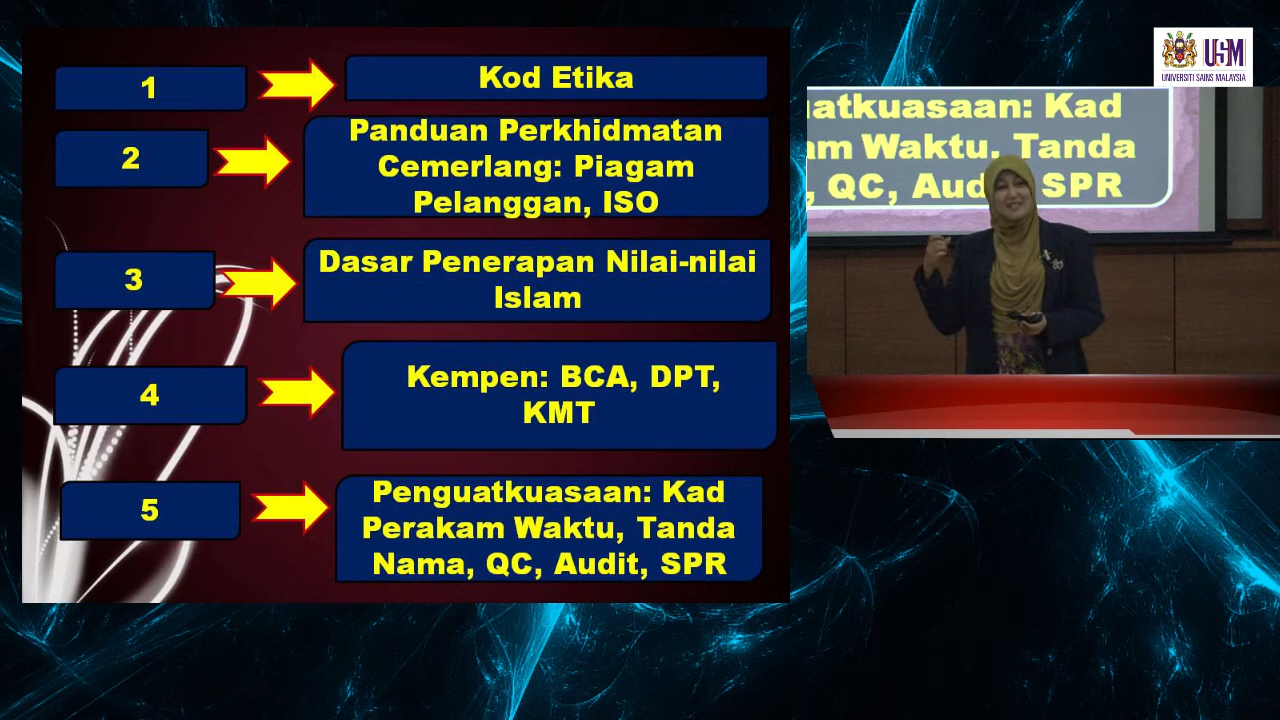 1
Kod Etika
2
Panduan Perkhidmatan
Cemerlang: Piagam
Pelanggan, ISO
3
Dasar Penerapan Nilai-nilai
Islam
4
Kempen: BCA, DPT,
KMT
5
Penguatkuasaan: Kad
Perakam Waktu, Tanda
Nama, QC, Audit, SPR
USM
UNIVERSITI SAINS MALAYSIA
uatkuasaan: Kad
am Waktu, Tanda
, QC, Aud SPR